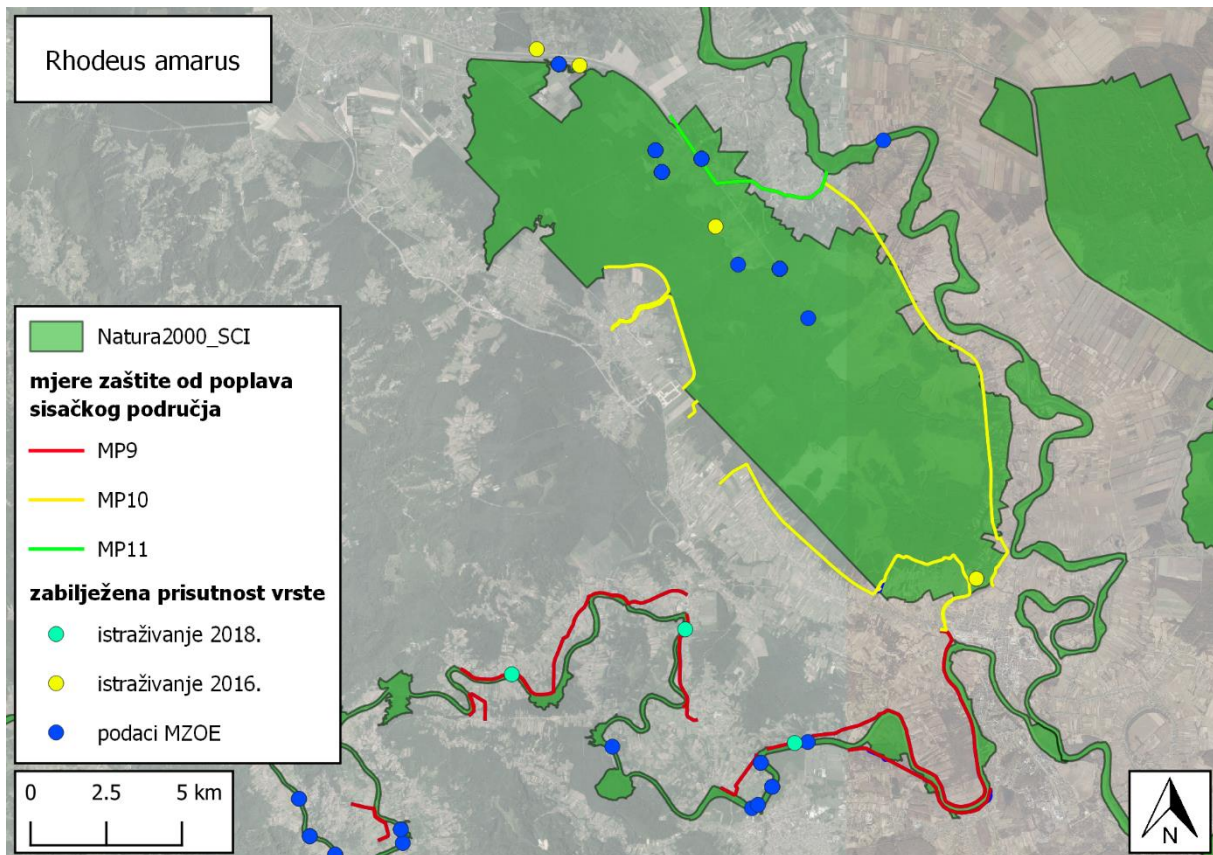 Rhodeus amarus
Natura2000_SCI
mjere zaštite od poplava
sisačkog područja
MP9
MP10
MP11
zabilježena prisutnost vrste
istraživanje 2018.
istraživanje 2016.
podaci MZOE
0 2.5 5 km
N